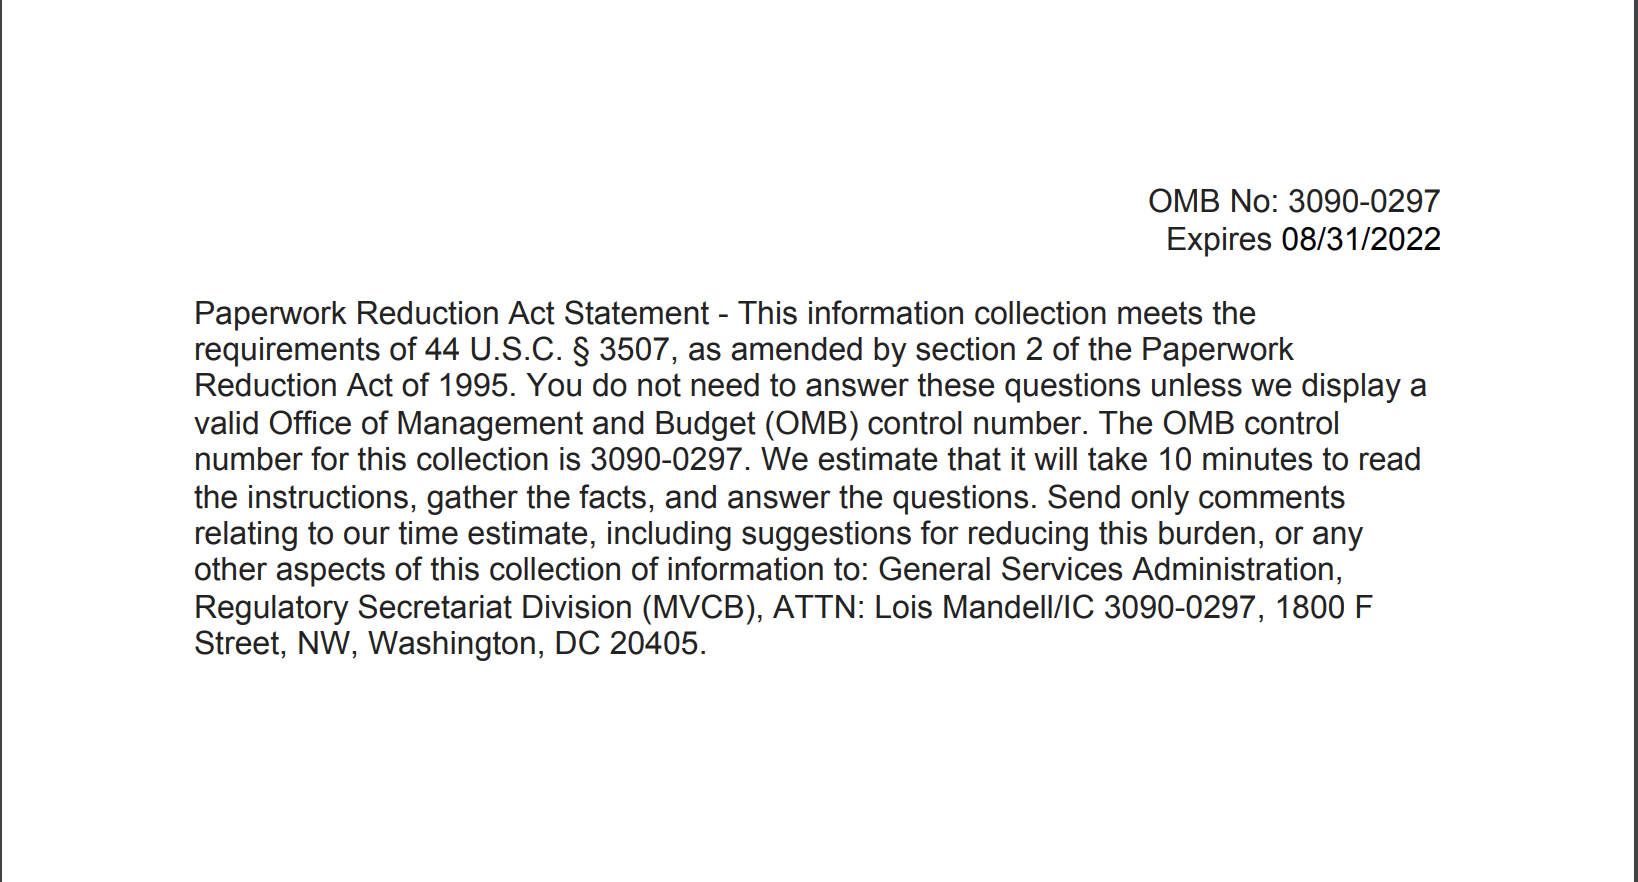 OMB No: 3090-0297
Expires 08/31/2022
Paperwork Reduction Act Statement - This information collection meets the
requirements of 44 U.S.C. § 3507, as amended by section 2 of the Paperwork
Reduction Act of 1995. You do not need to answer these questions unless we display a
valid Office of Management and Budget (OMB) control number. The OMB control
number for this collection is 3090-0297. We estimate that it will take 10 minutes to read
the instructions, gather the facts, and answer the questions. Send only comments
relating to our time estimate, including suggestions for reducing this burden, or any
other aspects of this collection of information to: General Services Administration,
Regulatory Secretariat Division (MVCB), ATTN: Lois Mandell/IC 3090-0297, 1800 F
Street, NW, Washington, DC 20405.